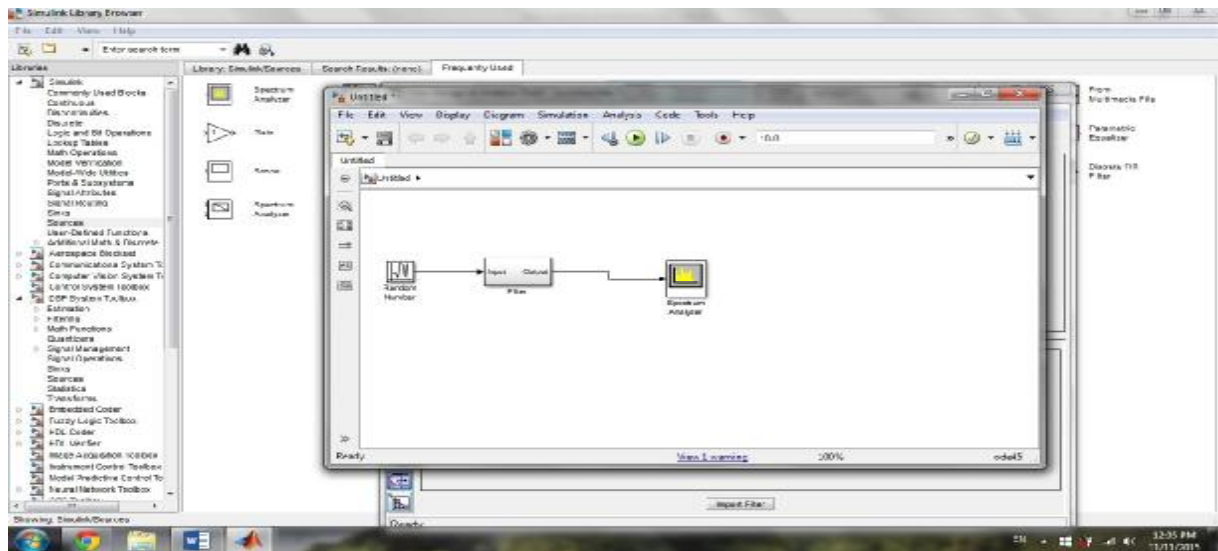 Simulink Library Browser
File Edit View Help
Enter search term
Libraries
Library: Simulink/Sources Search Results: (none) Frequently Used
Simulink
Commonly Used Blocks
Continuous
Discontinuities
Discrete
Logic and Bit Operations
Lookup Tables
Math Operations
Model Verification
Model-Wide Utilities
Ports & Subsystems
Signal Attributes
Signal Routing
Sinks
Sources
User-Defined Functions
Additional Math & Discrete
Aerospace Blockset
Communications System T
Computer Vision System T
Control System Toolbox
DSP System Toolbox
Estimation
Filtering
Math Functions
Quantizers
Signal Management
Signal Operations
Sinks
Sources
Statistics
Transforms
Embedded Coder
Fuzzy Logic Toolbox
HDL Coder
HDL Verifier
Image Acquisition Toolbox
Instrument Control Toolbox
Model Predictive Control To
Neural Network Toolbox
Showing: Simulink/Sources
Spectrum
Analyzer
Gain
Scope
Spectrum
Analyzer
From
Multimedia File
Parametric
Equalizer
Discrete FIR
Filter
Untitled *
File Edit View Display Diagram Simulation Analysis Code Tools Help
10.0
Untitled
Untitled
Random
Number
Input Output
Filter
Spectrum
Analyzer
Ready View 1 warning 100% ode45
Import Filter
Ready
EN 12:35 PM
11/11/2015